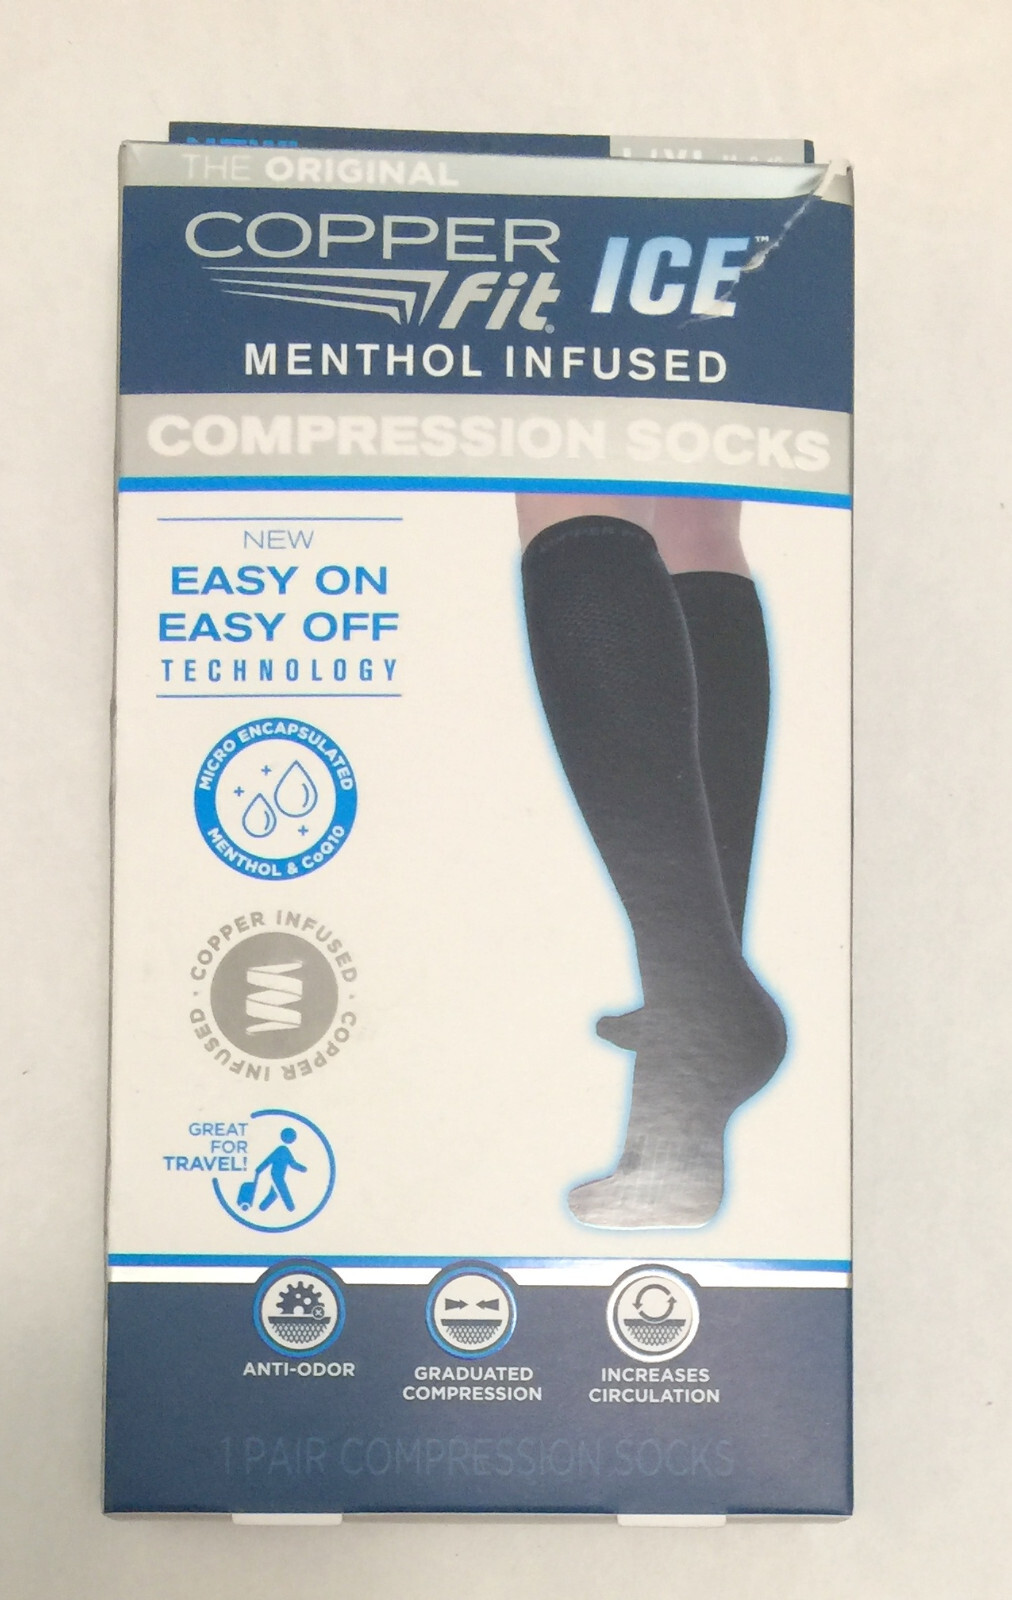 THE ORIGINAL
COPPER
Fit®
ICE™
MENTHOL INFUSED
COMPRESSION SOCKS
NEW
EASY ON
EASY OFF
TECHNOLOGY
MICRO ENCAPSULATED
MENTHOL & CoQ10
COPPER INFUSED · COPPER INFUSED ·
GREAT
FOR
TRAVEL!
ANTI-ODOR
GRADUATED
COMPRESSION
INCREASES
CIRCULATION
1 PAIR COMPRESSION SOCKS